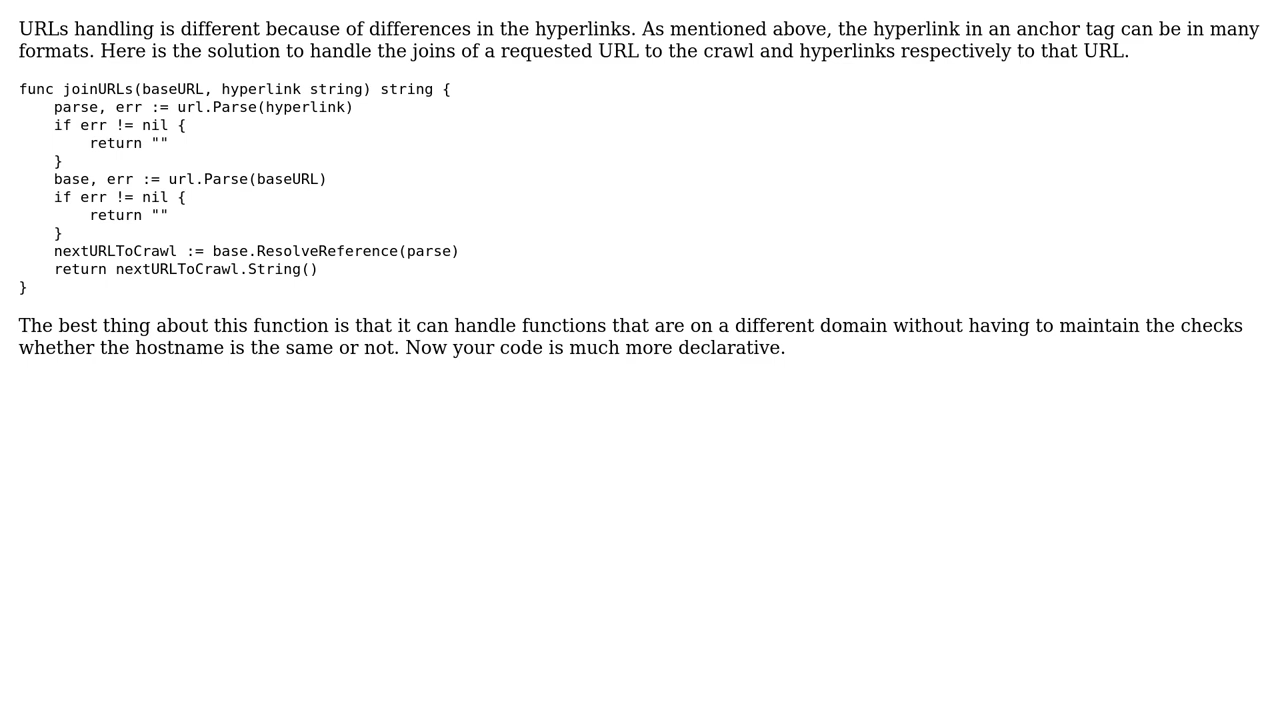 URLs handling is different because of differences in the hyperlinks. As mentioned above, the hyperlink in an anchor tag can be in many
formats. Here is the solution to handle the joins of a requested URL to the crawl and hyperlinks respectively to that URL.
func joinURLs(baseURL, hyperlink string) string {
    parse, err := url.Parse(hyperlink)
    if err != nil {
        return ""
    }
    base, err := url.Parse(baseURL)
    if err != nil {
        return ""
    }
    nextURLToCrawl := base.ResolveReference(parse)
    return nextURLToCrawl.String()
}
The best thing about this function is that it can handle functions that are on a different domain without having to maintain the checks
whether the hostname is the same or not. Now your code is much more declarative.